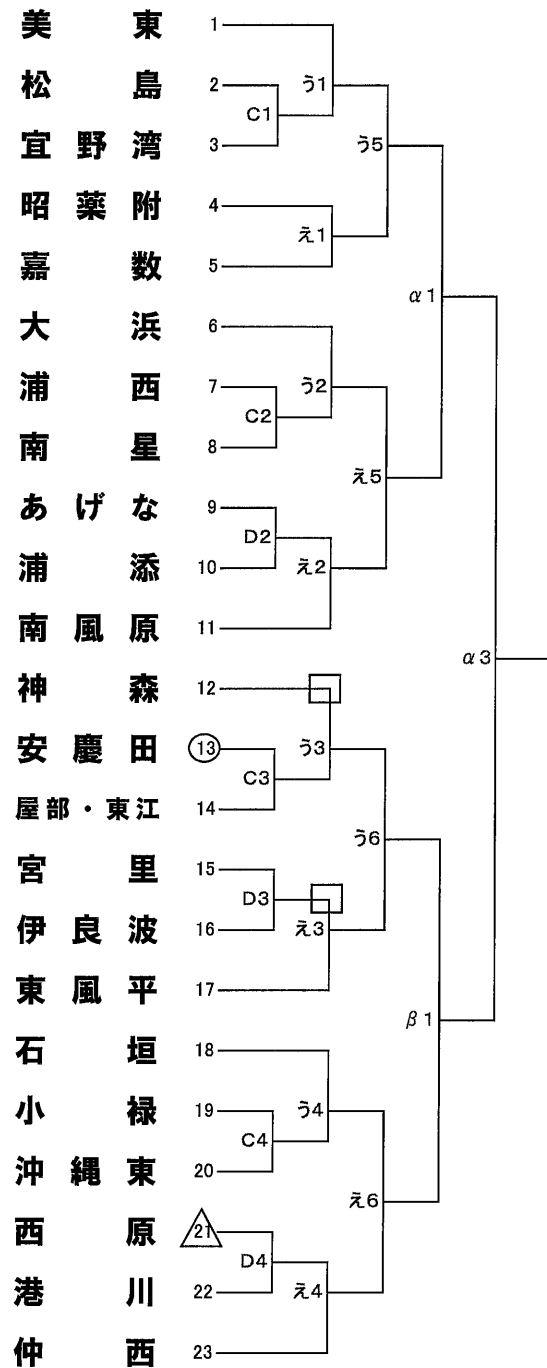 美東 1
う1
松島 2
C1
宜野湾 3
う5
昭薬附 4
え1
嘉数 5
α1
大浜 6
浦西 7
う2
C2
南星 8
え5
あげな 9
D2
浦添 10
え2
南風原 11
α3
神森 12
安慶田 13
う3
C3
屋部・東江 14
う6
宮里 15
D3
伊良波 16
え3
東風平 17
β1
石垣 18
小禄 19
う4
C4
沖縄東 20
え6
西原 21
D4
港川 22
え4
仲西 23